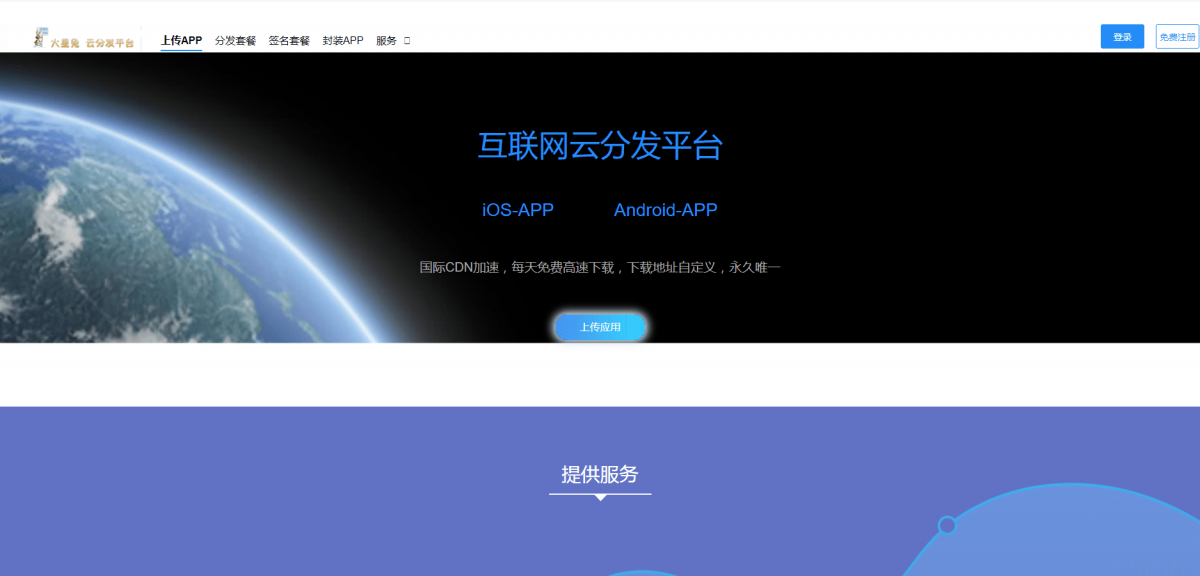 火星兔 云分发平台
上传APP 分发套餐 签名套餐 封装APP 服务
登录 免费注册
互联网云分发平台
iOS-APP Android-APP
国际CDN加速，每天免费高速下载，下载地址自定义，永久唯一
上传应用
提供服务